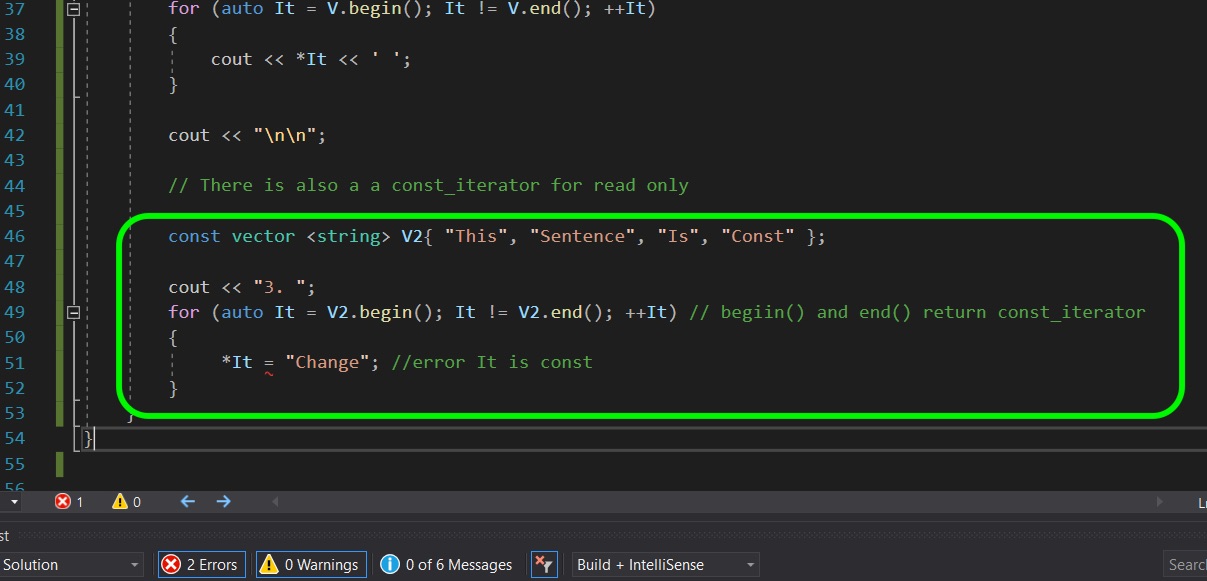 37 for (auto It = V.begin(); It != V.end(); ++It)
38 {
39 cout << *It << ' ';
40 }
41
42 cout << "\n\n";
43
44 // There is also a a const_iterator for read only
45
46 const vector <string> V2{ "This", "Sentence", "Is", "Const" };
47
48 cout << "3. ";
49 for (auto It = V2.begin(); It != V2.end(); ++It) // begiin() and end() return const_iterator
50 {
51 *It = "Change"; //error It is const
52 }
53 }
54 }
55
56
1 0
st
Solution 2 Errors 0 Warnings 0 of 6 Messages Build + IntelliSense Searc